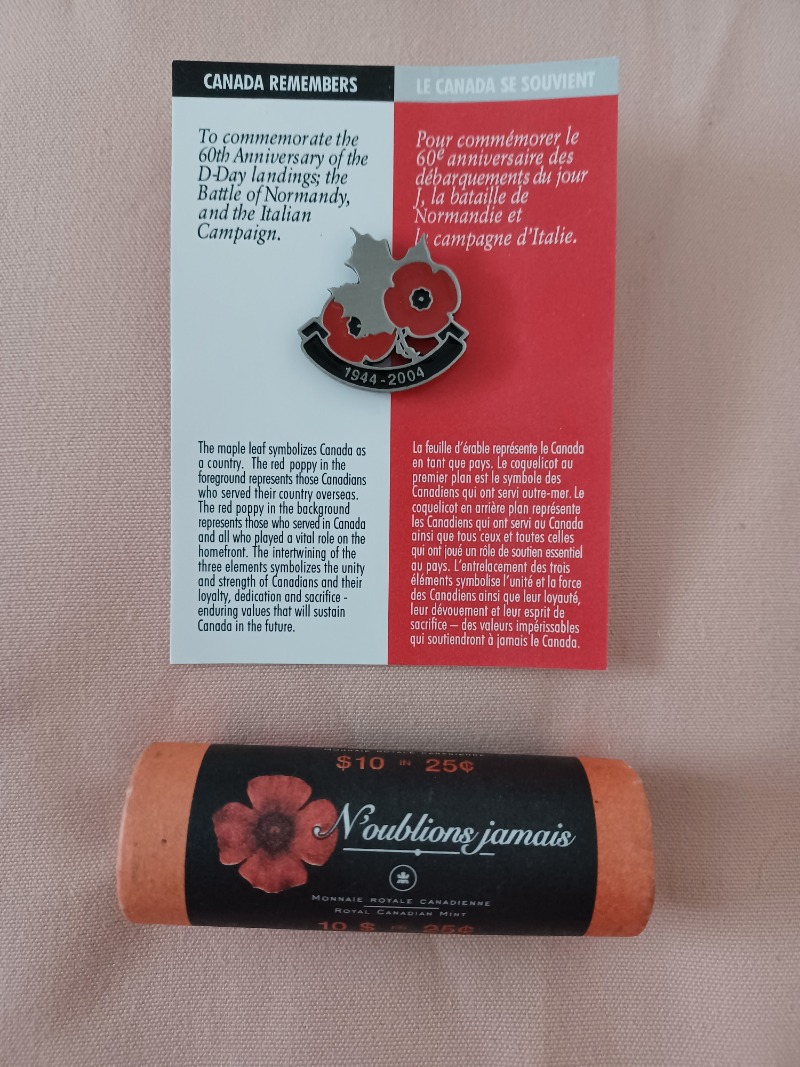 CANADA REMEMBERS
To commemorate the
60th Anniversary of the
D-Day landings; the
Battle of Normandy,
and the Italian
Campaign.
LE CANADA SE SOUVIENT
Pour commémorer le
60e anniversaire des
débarquements du jour
J, la bataille de
Normandie et
la campagne d'Italie.
1944-2004
The maple leaf symbolizes Canada as
a country. The red poppy in the
foreground represents those Canadians
who served their country overseas.
The red poppy in the background
represents those who served in Canada
and all who played a vital role on the
homefront. The intertwining of the
three elements symbolizes the unity
and strength of Canadians and their
loyalty, dedication and sacrifice -
enduring values that will sustain
Canada in the future.
La feuille d'érable représente le Canada
en tant que pays. Le coquelicot au
premier plan est le symbole des
Canadiens qui ont servi outre-mer. Le
coquelicot en arrière plan représente
les Canadiens qui ont servi au Canada
ainsi que tous ceux et toutes celles
qui ont joué un rôle de soutien essentiel
au pays. L'entrelacement des trois
éléments symbolise l'unité et la force
des Canadiens ainsi que leur loyauté,
leur dévouement et leur esprit de
sacrifice – des valeurs impérissables
qui soutiendront à jamais le Canada.
$10 IN 25¢
N'oublions jamais
MONNAIE ROYALE CANADIENNE
ROYAL CANADIAN MINT
10 $ 25¢